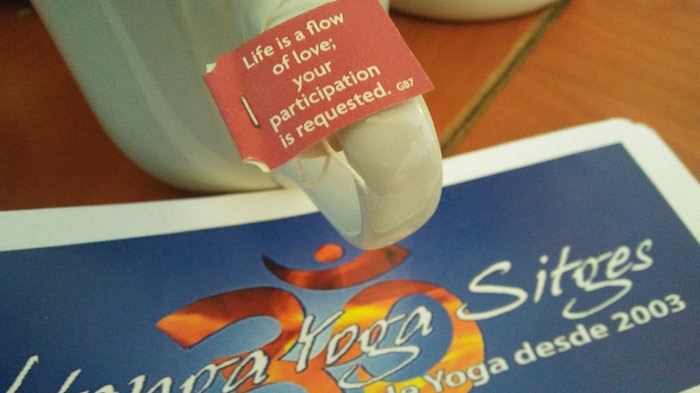 Life is a flow
of love;
your
participation
is requested. GB7
Yoga Sitges
de Yoga desde 2003